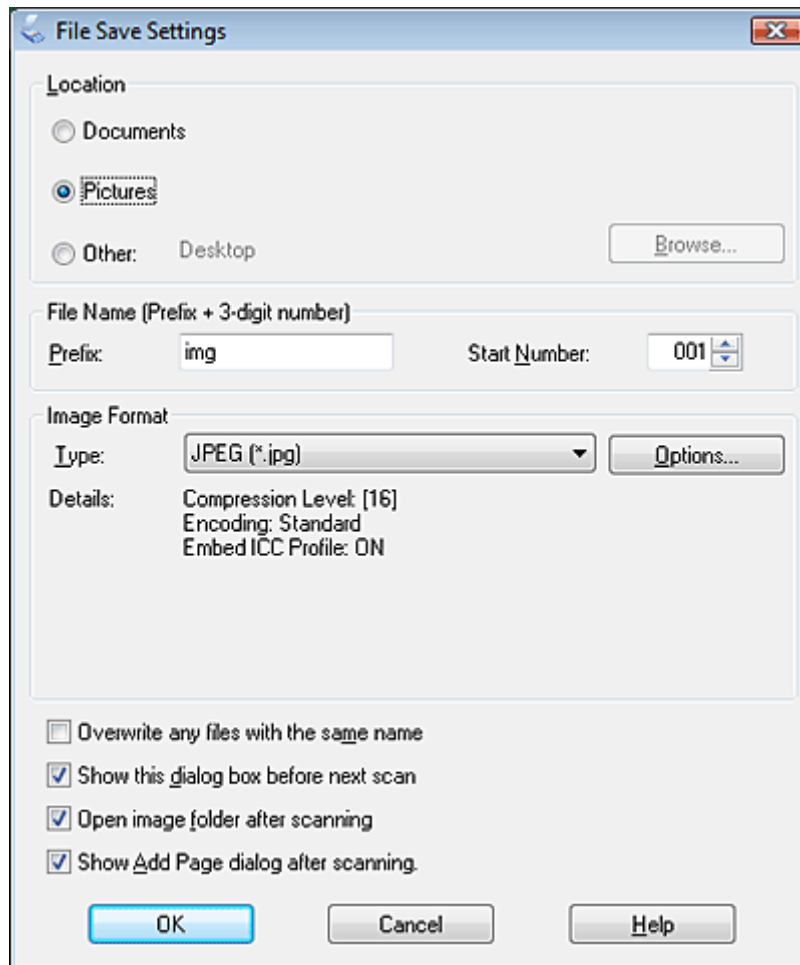 File Save Settings
Location
Documents
Pictures
Other: Desktop Browse...
File Name (Prefix + 3-digit number)
Prefix: img Start Number: 001
Image Format
Type: JPEG (*.jpg) Options...
Details: Compression Level: [16]
Encoding: Standard
Embed ICC Profile: ON
Overwrite any files with the same name
Show this dialog box before next scan
Open image folder after scanning
Show Add Page dialog after scanning.
OK Cancel Help